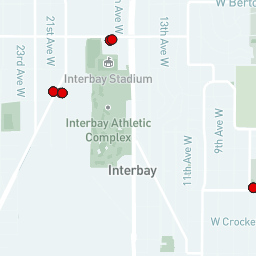 W Berto
23rd Ave W
21st Ave W
Ave W
13th Ave W
Interbay Stadium
Interbay Athletic
Complex
Interbay
11th Ave W
9th Ave W
W Crocke